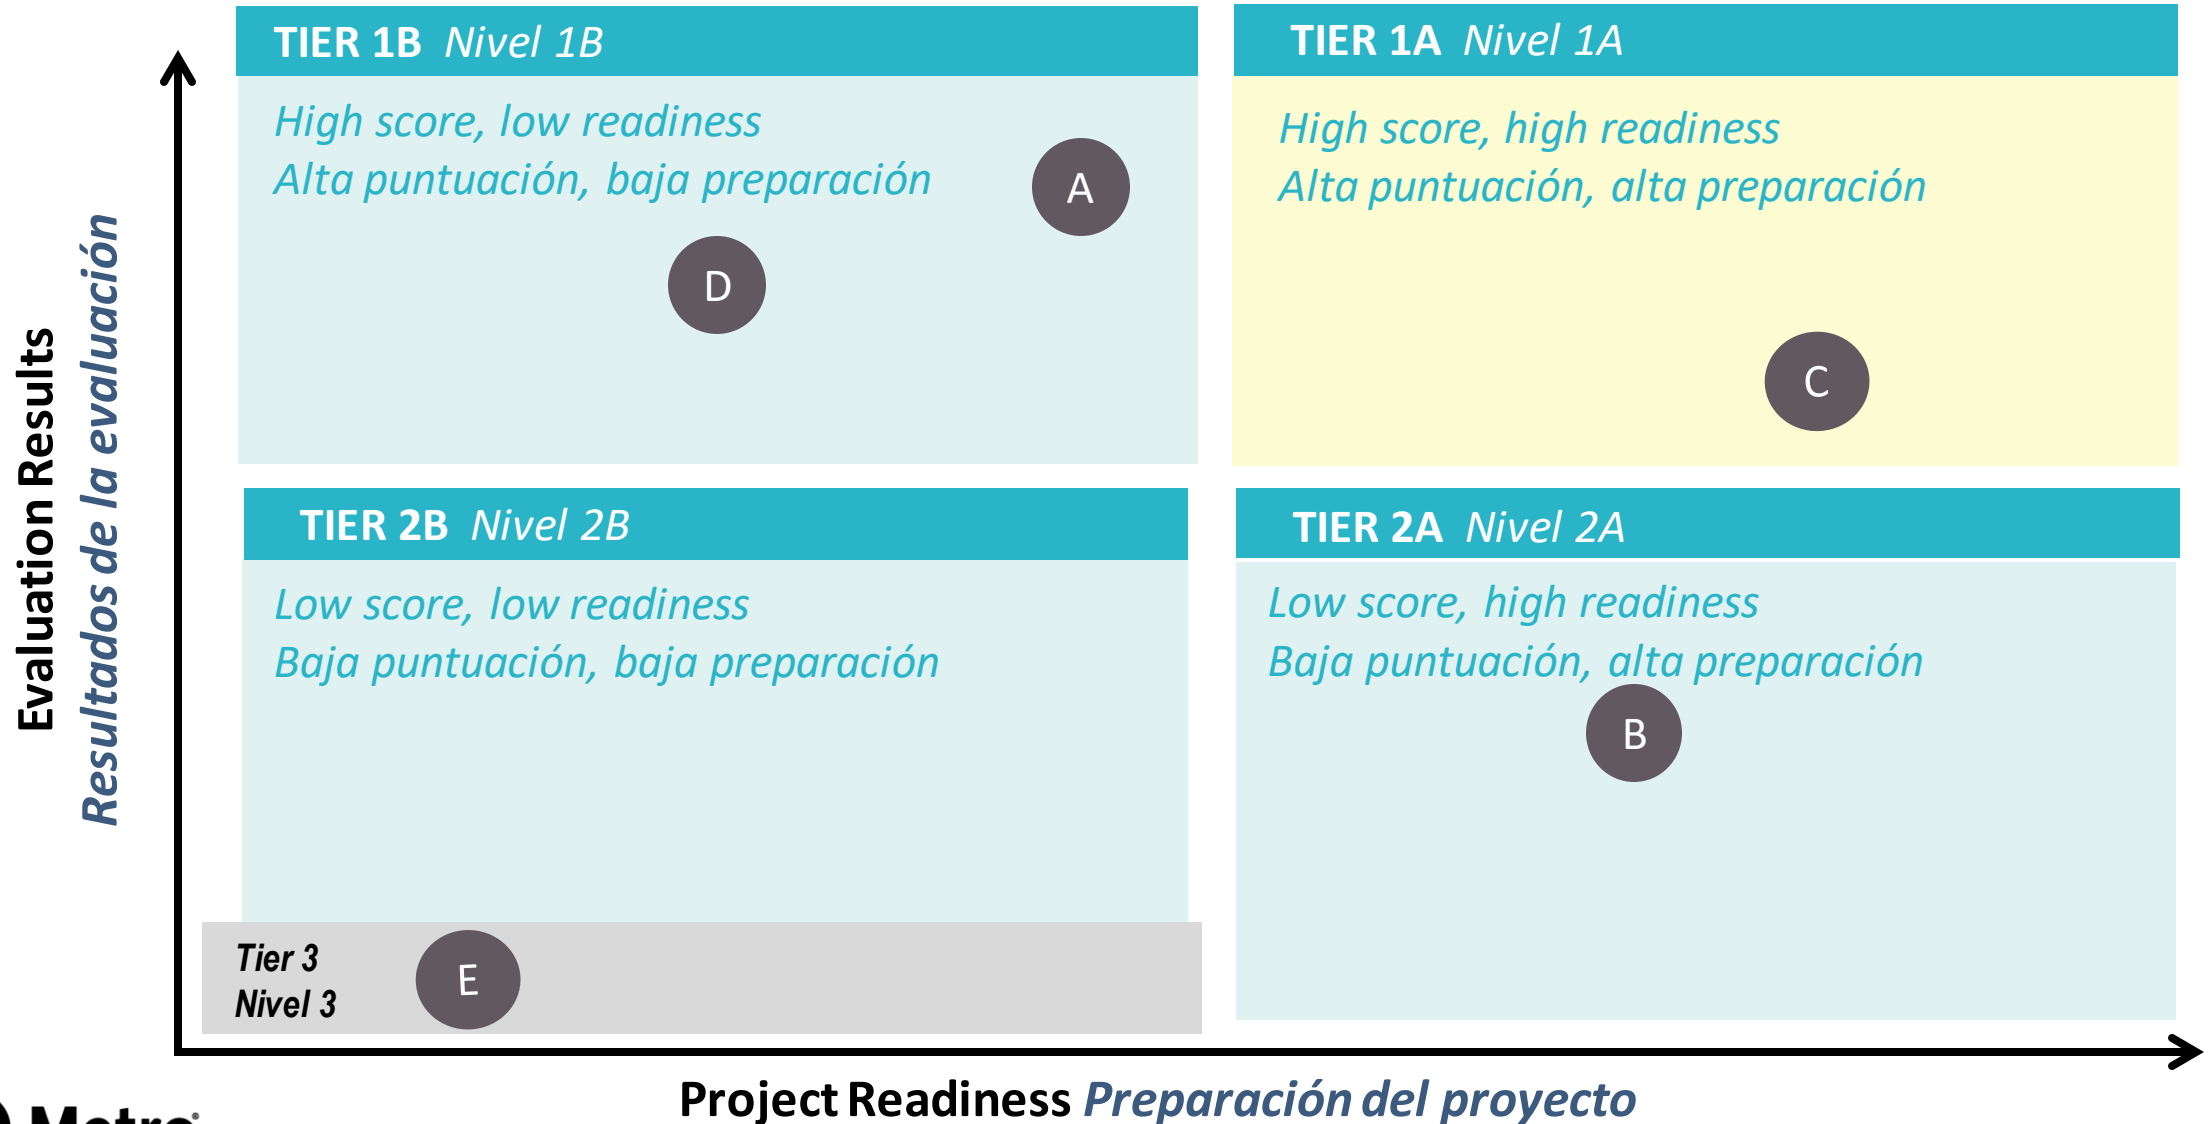 TIER 1B Nivel 1B
High score, low readiness
Alta puntuación, baja preparación
A
D
TIER 1A Nivel 1A
High score, high readiness
Alta puntuación, alta preparación
C
Evaluation Results
Resultados de la evaluación
TIER 2B Nivel 2B
Low score, low readiness
Baja puntuación, baja preparación
TIER 2A Nivel 2A
Low score, high readiness
Baja puntuación, alta preparación
B
Tier 3
Nivel 3
E
Project Readiness Preparación del proyecto
Metro